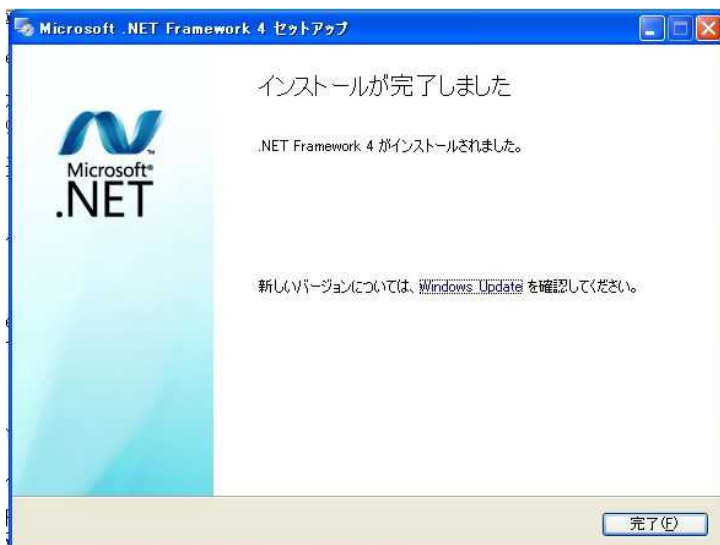 Microsoft .NET Framework 4 セットアップ
インストールが完了しました
.NET Framework 4 がインストールされました。
Microsoft®
.NET
新しいバージョンについては、Windows Update を確認してください。
完了(F)